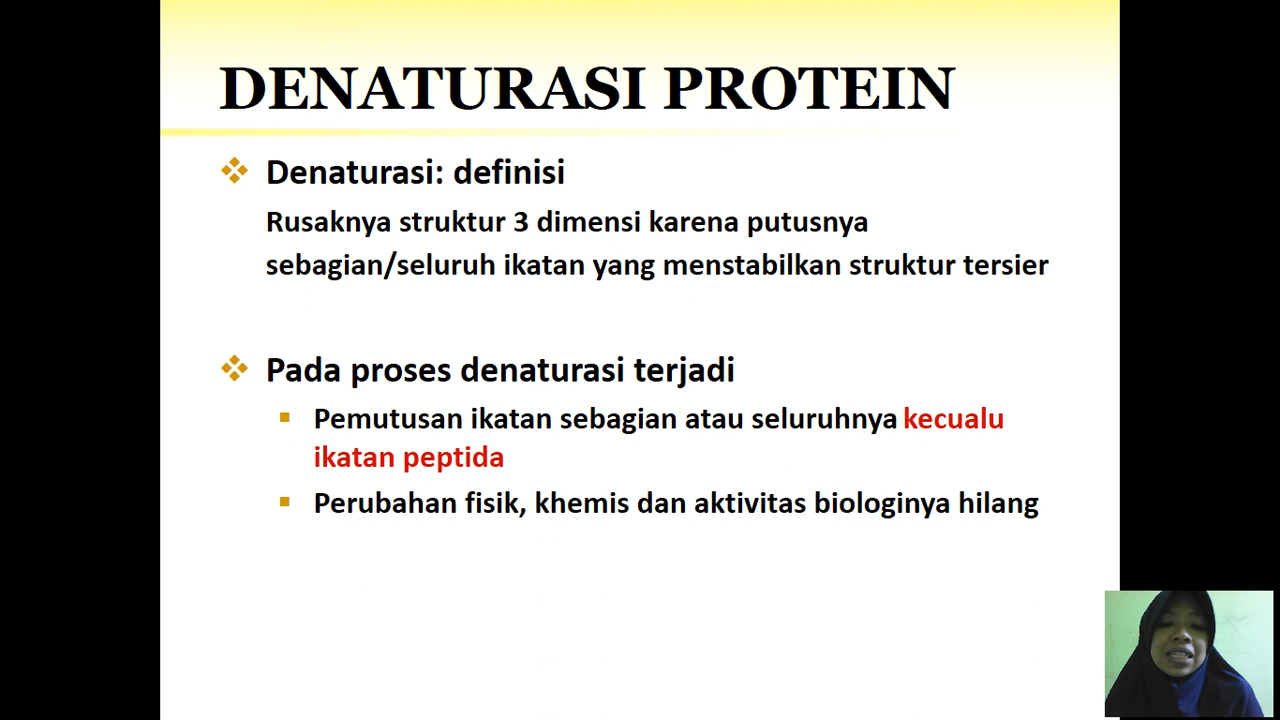 DENATURASI PROTEIN
Denaturasi: definisi
Rusaknya struktur 3 dimensi karena putusnya
sebagian/seluruh ikatan yang menstabilkan struktur tersier
Pada proses denaturasi terjadi
Pemutusan ikatan sebagian atau seluruhnya kecualu
ikatan peptida
Perubahan fisik, khemis dan aktivitas biologinya hilang